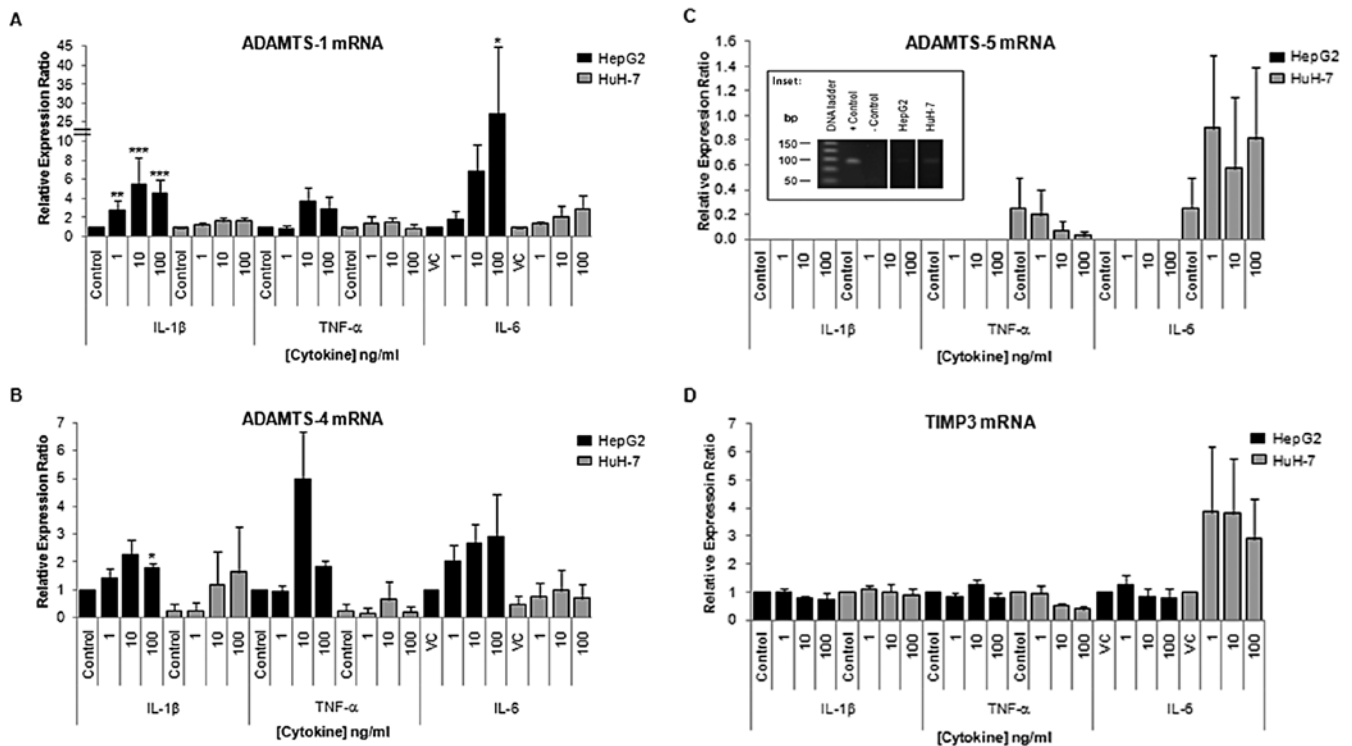 A
ADAMTS-1 mRNA
HepG2
HuH-7
Relative Expression Ratio
45
40
35
30
25
20
15
10
8
6
4
2
0
** *** *** *
Control 1 10 100 Control 1 10 100 Control 1 10 100 Control 1 10 100 VC 1 10 100 VC 1 10 100
IL-1β TNF-α IL-6
[Cytokine] ng/ml
B
ADAMTS-4 mRNA
HepG2
HuH-7
Relative Expression Ratio
7
6
5
4
3
2
1
0
*
Control 1 10 100 Control 1 10 100 Control 1 10 100 Control 1 10 100 VC 1 10 100 VC 1 10 100
IL-1β TNF-α IL-6
[Cytokine] ng/ml
C
ADAMTS-5 mRNA
HepG2
HuH-7
Relative Expression Ratio
1.6
1.4
1.2
1.0
0.8
0.6
0.4
0.2
0.0
Inset:
bp
DNA ladder + Control - Control HepG2 HuH-7
150
100
50
Control 1 10 100 Control 1 10 100 Control 1 10 100 Control 1 10 100 Control 1 10 100 Control 1 10 100
IL-1β TNF-α IL-6
[Cytokine] ng/ml
D
TIMP3 mRNA
HepG2
HuH-7
Relative Expressoin Ratio
7
6
5
4
3
2
1
0
Control 1 10 100 Control 1 10 100 Control 1 10 100 Control 1 10 100 VC 1 10 100 VC 1 10 100
IL-1β TNF-α IL-6
[Cytokine] ng/ml